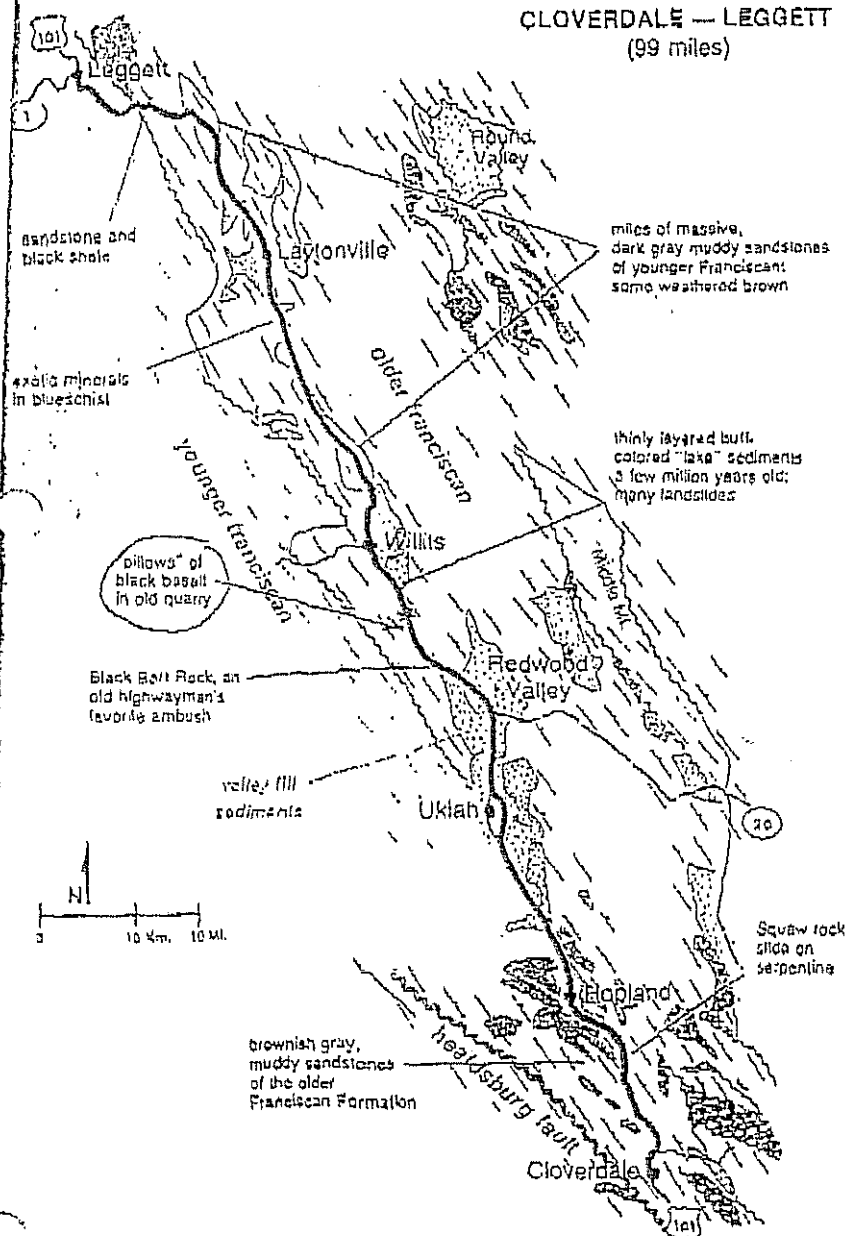 CLOVERDALE — LEGGETT
(99 miles)
101
Leggett
1
Round
Valley
sandstone and
black shale
Laytonville
miles of massive,
dark gray muddy sandstones
of younger Franciscan:
some weathered brown
exotic minerals
in blueschist
older franciscan
younger franciscan
thinly layered buff-
colored "lake" sediments
a few million years old;
many landslides
Willits
pillows" of
black basalt
in old quarry
middle flt.
Redwood
Valley
Black Bart Rock, an
old highwayman's
favorite ambush
valley fill
sediments
Ukiah
20
N
0 10 Km. 10 Mi.
Squaw rock
slide on
serpentine
Hopland
brownish gray,
muddy sandstones
of the older
Franciscan Formation
healdsburg fault
Cloverdale
101